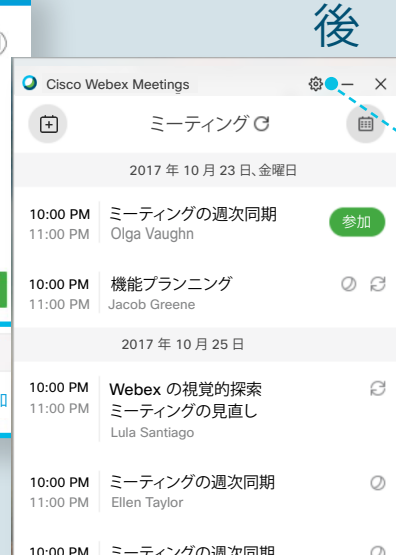 後
Cisco Webex Meetings
ミーティング
2017 年 10 月 23 日、金曜日
10:00 PM ミーティングの週次同期 参加
11:00 PM Olga Vaughn
10:00 PM 機能プランニング
11:00 PM Jacob Greene
2017 年 10 月 25 日
10:00 PM Webex の視覚的探索
11:00 PM ミーティングの見直し
Lula Santiago
10:00 PM ミーティングの週次同期
11:00 PM Ellen Taylor
10:00 PM ミーティングの週次同期